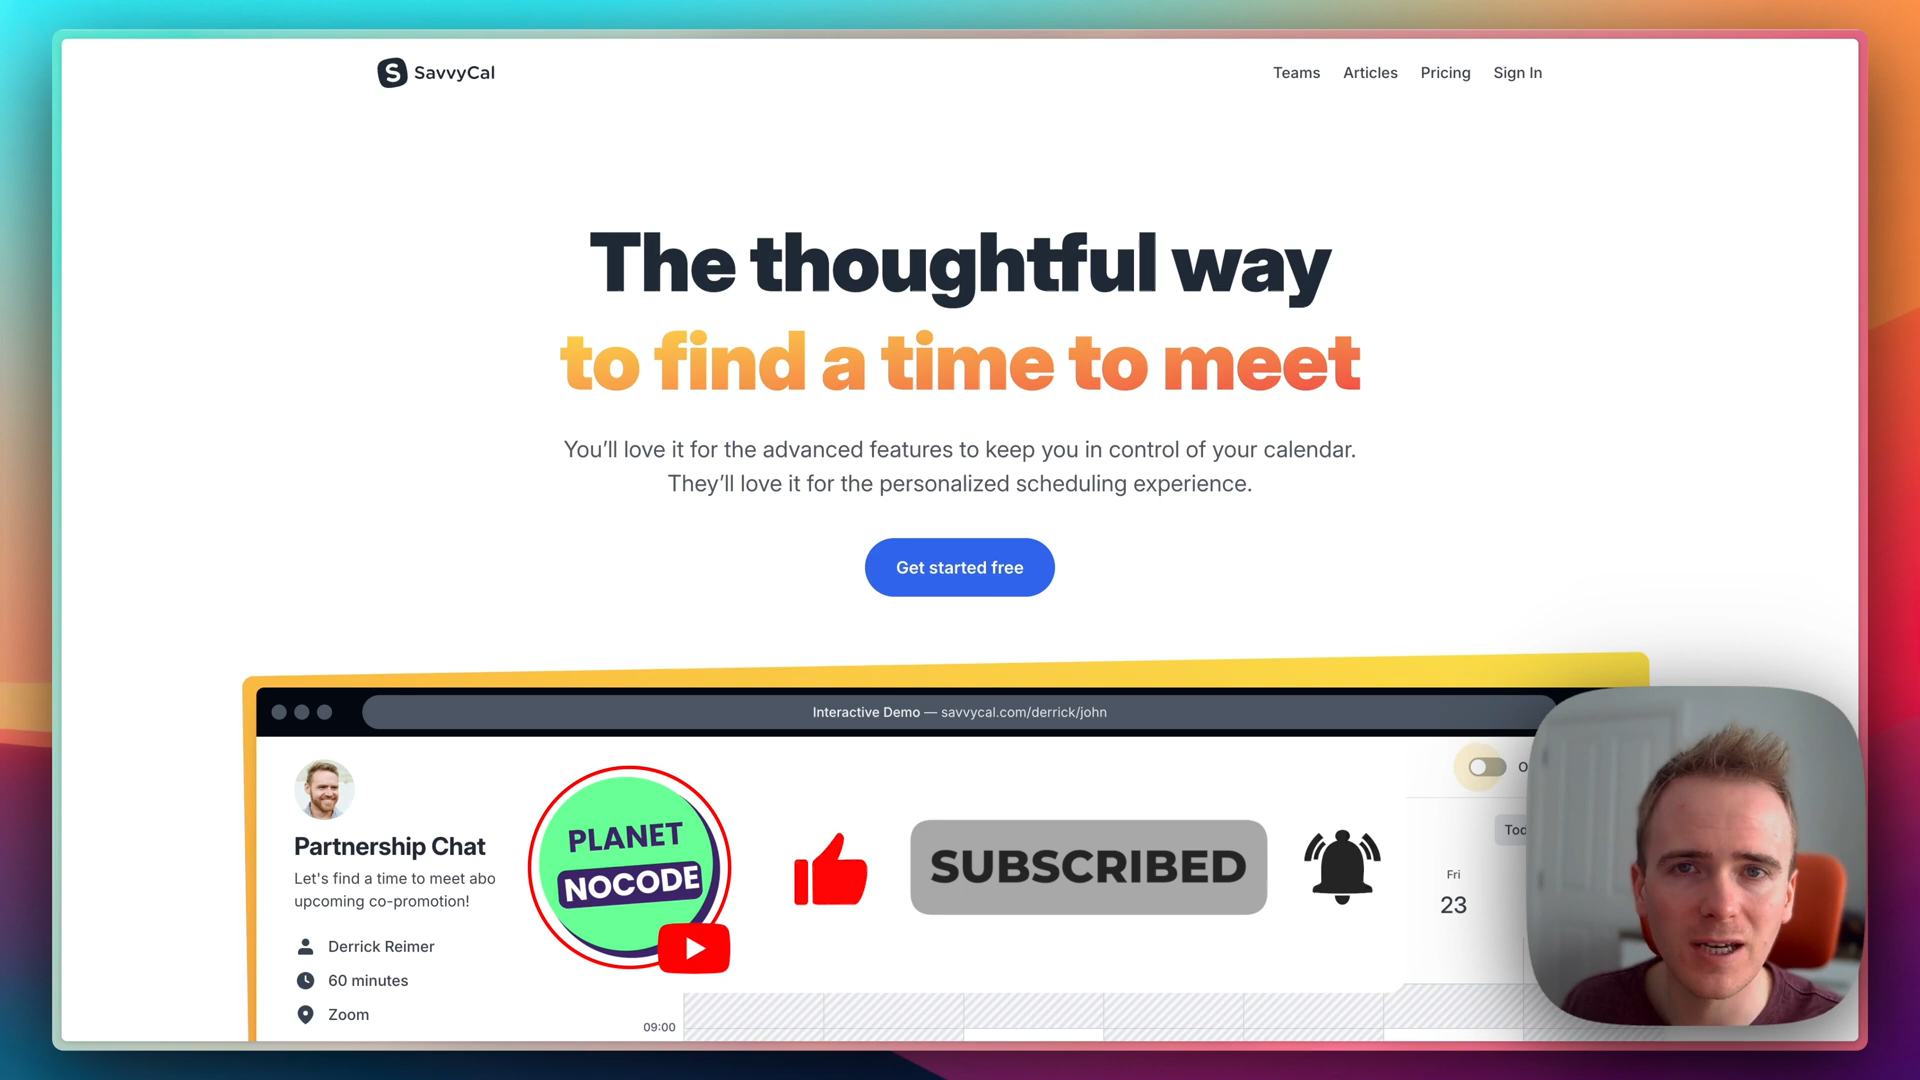 S SavvyCal
Teams Articles Pricing Sign In
The thoughtful way
to find a time to meet
You’ll love it for the advanced features to keep you in control of your calendar.
They’ll love it for the personalized scheduling experience.
Get started free
Interactive Demo — savvycal.com/derrick/john
Partnership Chat
Let's find a time to meet abo
upcoming co-promotion!
Derrick Reimer
60 minutes
Zoom
PLANET
NOCODE
SUBSCRIBED
Fri
23
09:00